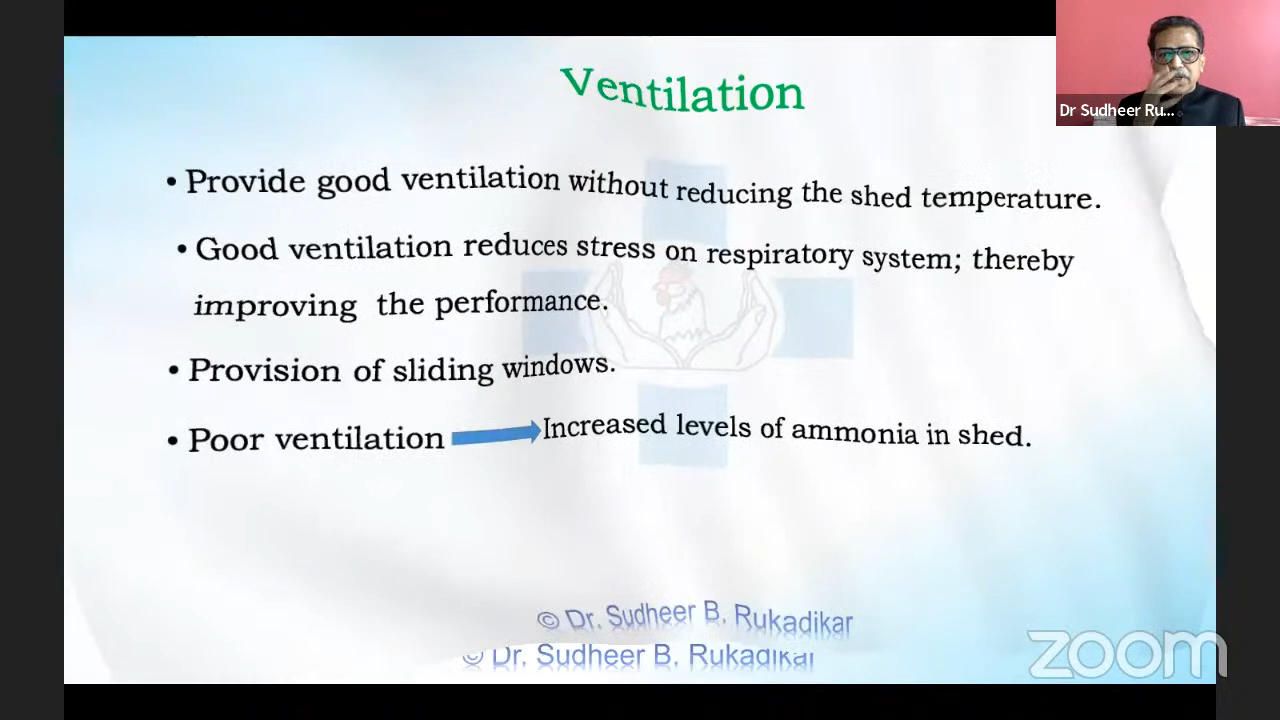 Ventilation
Dr Sudheer Ru...
• Provide good ventilation without reducing the shed temperature.
• Good ventilation reduces stress on respiratory system; thereby
improving the performance.
• Provision of sliding windows.
• Poor ventilation Increased levels of ammonia in shed.
© Dr. Sudheer B. Rukadikar
© Dr. Sudheer B. Rukadikar
zoom